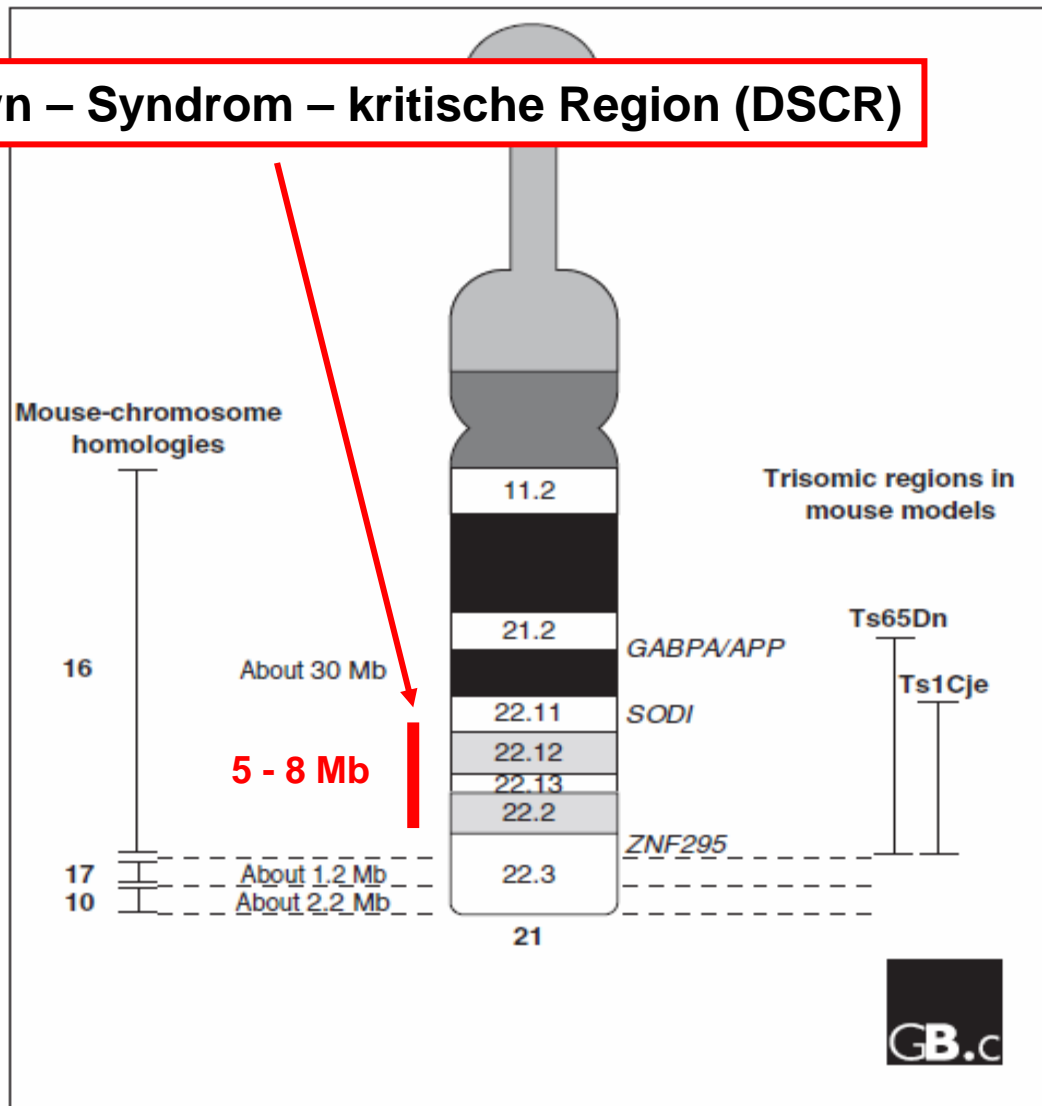 – Syndrom – kritische Region (DSCR)
Mouse-chromosome
homologies
Trisomic regions in
mouse models
11.2
21.2
22.11
22.12
22.13
22.2
22.3
21
GABPA/APP
SODI
ZNF295
Ts65Dn
Ts1Cje
16
About 30 Mb
5 - 8 Mb
17
About 1.2 Mb
10
About 2.2 Mb
GB.c